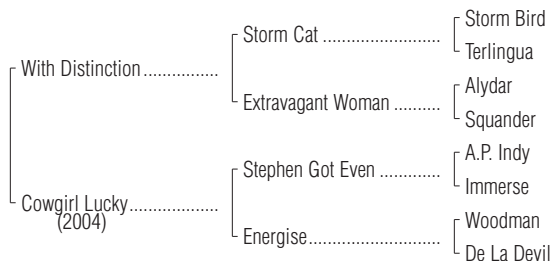 Storm Bird
Storm Cat ........................
Terlingua
With Distinction ...............
Alydar
Extravagant Woman ..........
Squander
A.P. Indy
Stephen Got Even .............
Immerse
Cowgirl Lucky..................
(2004)
Woodman
Energise...........................
De La Devil